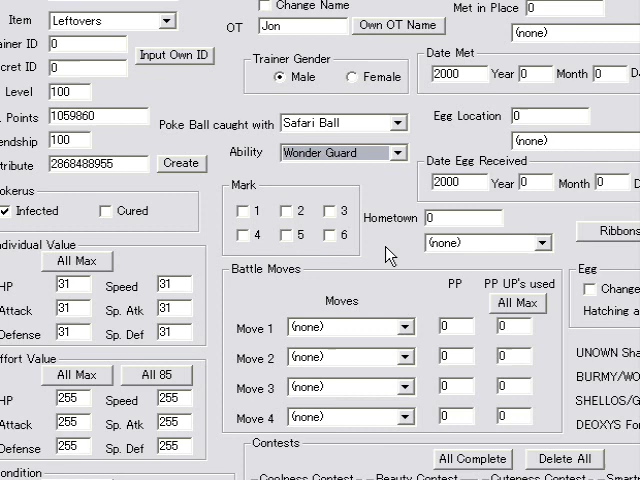 Item Leftovers
ainer ID 0
cret ID 0
Input Own ID
Level 100
. Points 1059860
endship 100
tribute 2868488955 Create
Change Name
OT Jon Own OT Name
Trainer Gender
Male Female
Poke Ball caught with Safari Ball
Ability Wonder Guard
Met in Place 0
(none)
Date Met
2000 Year 0 Month 0 D
Egg Location 0
(none)
Date Egg Received
2000 Year 0 Month 0 D
okerus
Infected Cured
Mark
1 2 3
4 5 6
Hometown 0
(none)
Ribbons
ndividual Value
All Max
HP 31 Speed 31
Attack 31 Sp. Atk 31
Defense 31 Sp. Def 31
ffort Value
All Max All 85
HP 255 Speed 255
Attack 255 Sp. Atk 255
Defense 255 Sp. Def 255
ondition
Battle Moves
Moves PP PP UP's used
All Max
Move 1 (none) 0 0
Move 2 (none) 0 0
Move 3 (none) 0 0
Move 4 (none) 0 0
Egg
Change
Hatching a
UNOWN Sha
BURMY/WO
SHELLOS/G
DEOXYS For
Contests
All Complete Delete All
Coolness Contest Beauty Contest Cuteness Contest Smart